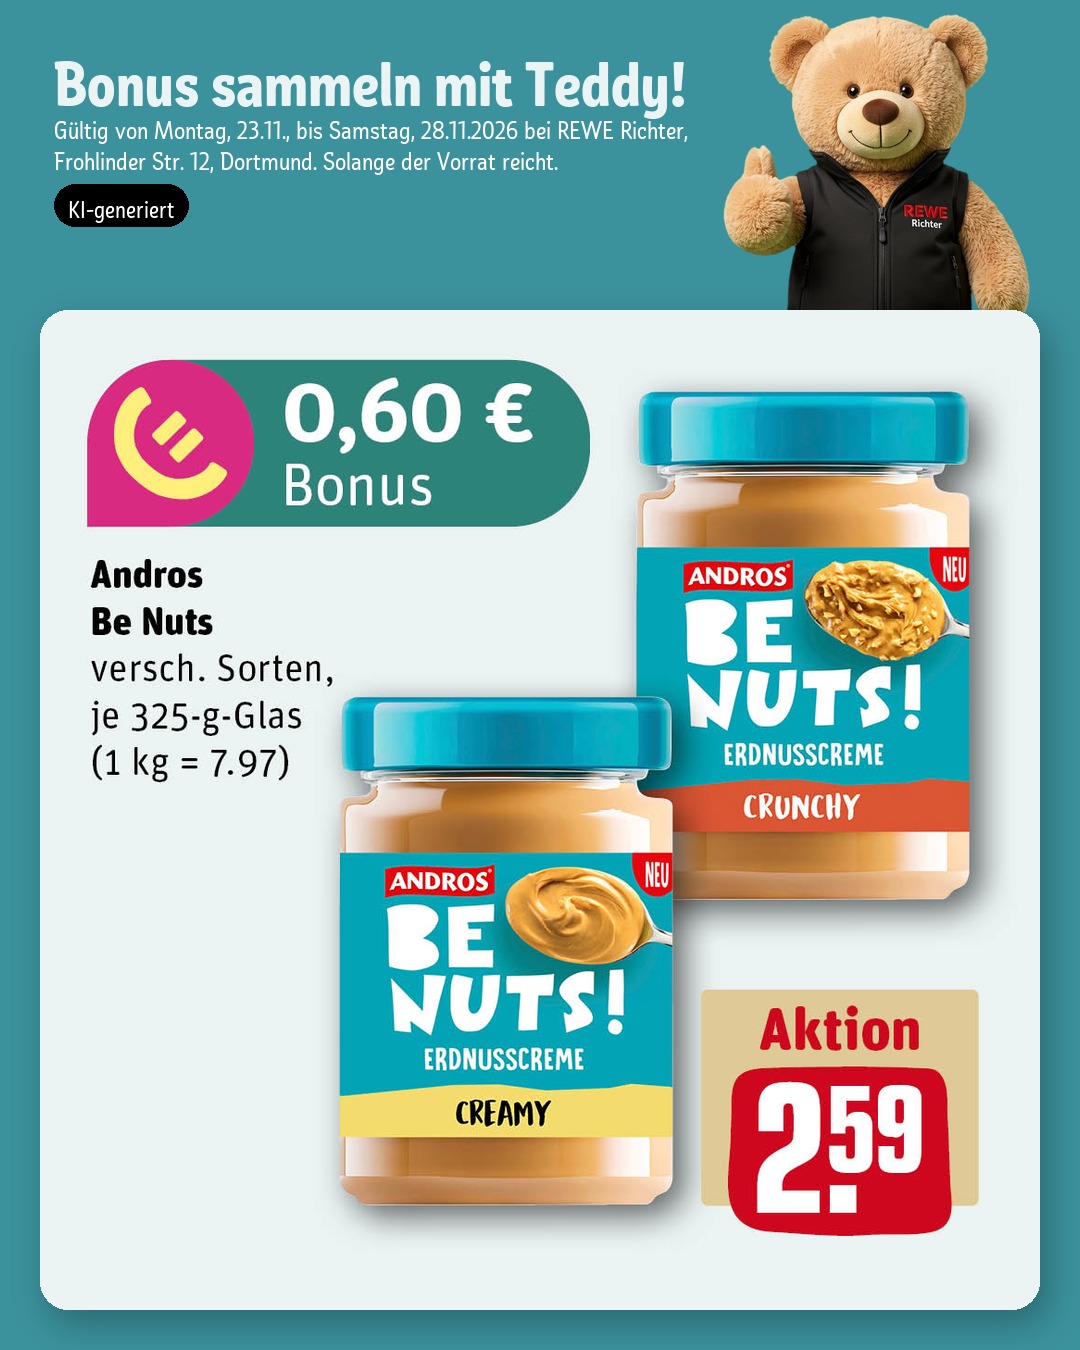 Bonus sammeln mit Teddy!
Gültig von Montag, 23.11., bis Samstag, 28.11.2026 bei REWE Richter,
Frohlinder Str. 12, Dortmund. Solange der Vorrat reicht.
KI-generiert
REWE
Richter
0,60 €
Bonus
Andros
Be Nuts
versch. Sorten,
je 325-g-Glas
(1 kg = 7.97)
NEU
ANDROS
BE
NUTS!
ERDNUSSCREME
CRUNCHY
NEU
ANDROS
BE
NUTS!
ERDNUSSCREME
CREAMY
Aktion
2.59